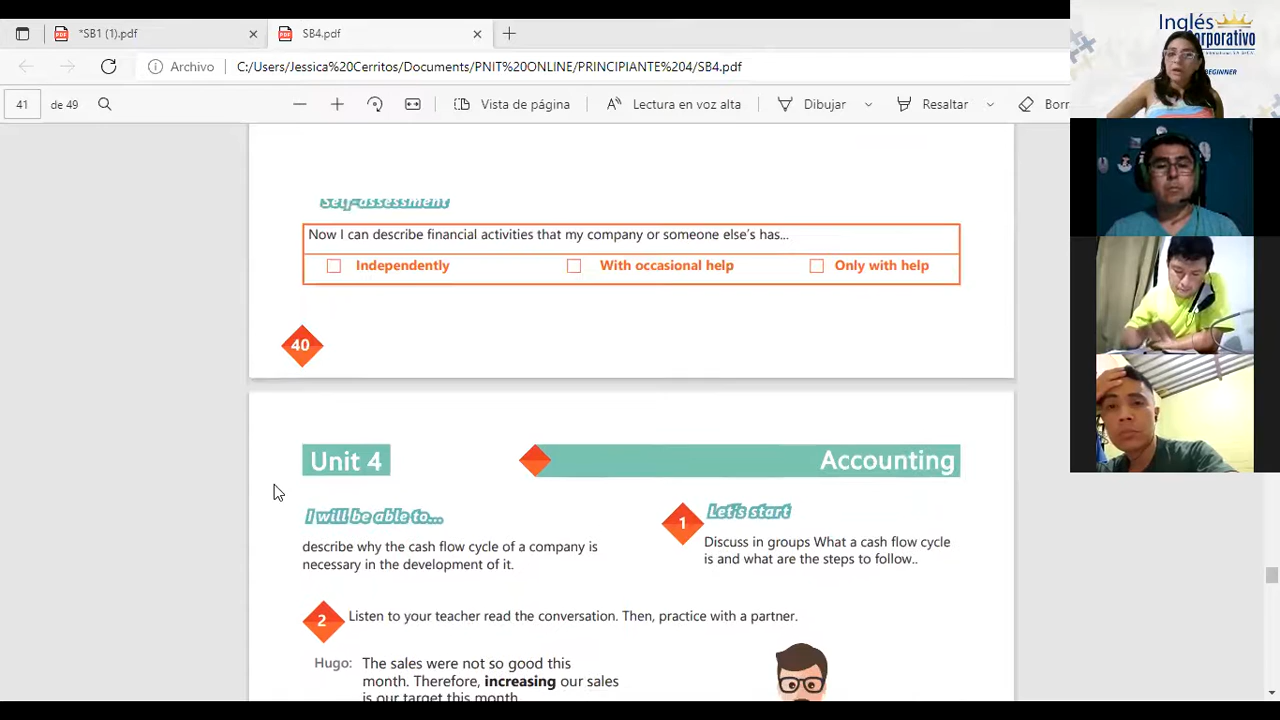 *SB1 (1).pdf
SB4.pdf
Archivo
C:/Users/Jessica%20Cerritos/Documents/PNIT%20ONLINE/PRINCIPIANTE%204/SB4.pdf
41 de 49
Vista de página
Lectura en voz alta
Dibujar
Resaltar
Borr
Inglés
Corporativo
BEGINNER
Self-assessment
Now I can describe financial activities that my company or someone else's has...
Independently
With occasional help
Only with help
40
Unit 4
Accounting
I will be able to...
describe why the cash flow cycle of a company is
necessary in the development of it.
1
Let's start
Discuss in groups What a cash flow cycle
is and what are the steps to follow..
2
Listen to your teacher read the conversation. Then, practice with a partner.
Hugo: The sales were not so good this
month. Therefore, increasing our sales
is our target this month.